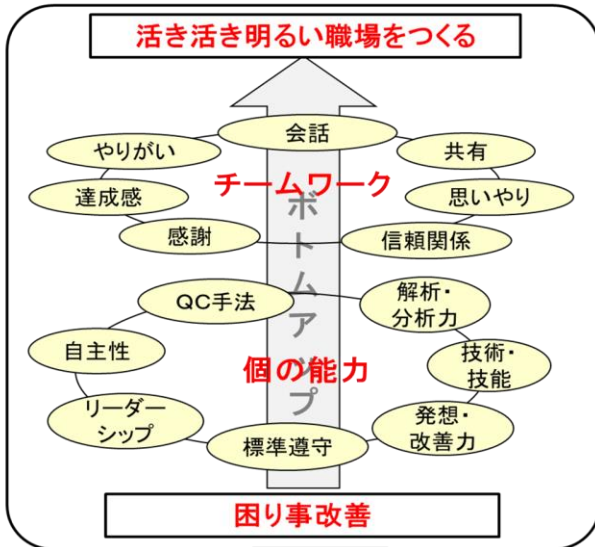 活き活き明るい職場をつくる
会話
やりがい
共有
チームワーク
達成感
思いやり
感謝
信頼関係
ボトムアップ
QC手法
解析・
分析力
自主性
技術・
技能
個の能力
リーダー
シップ
発想・
改善力
標準遵守
困り事改善